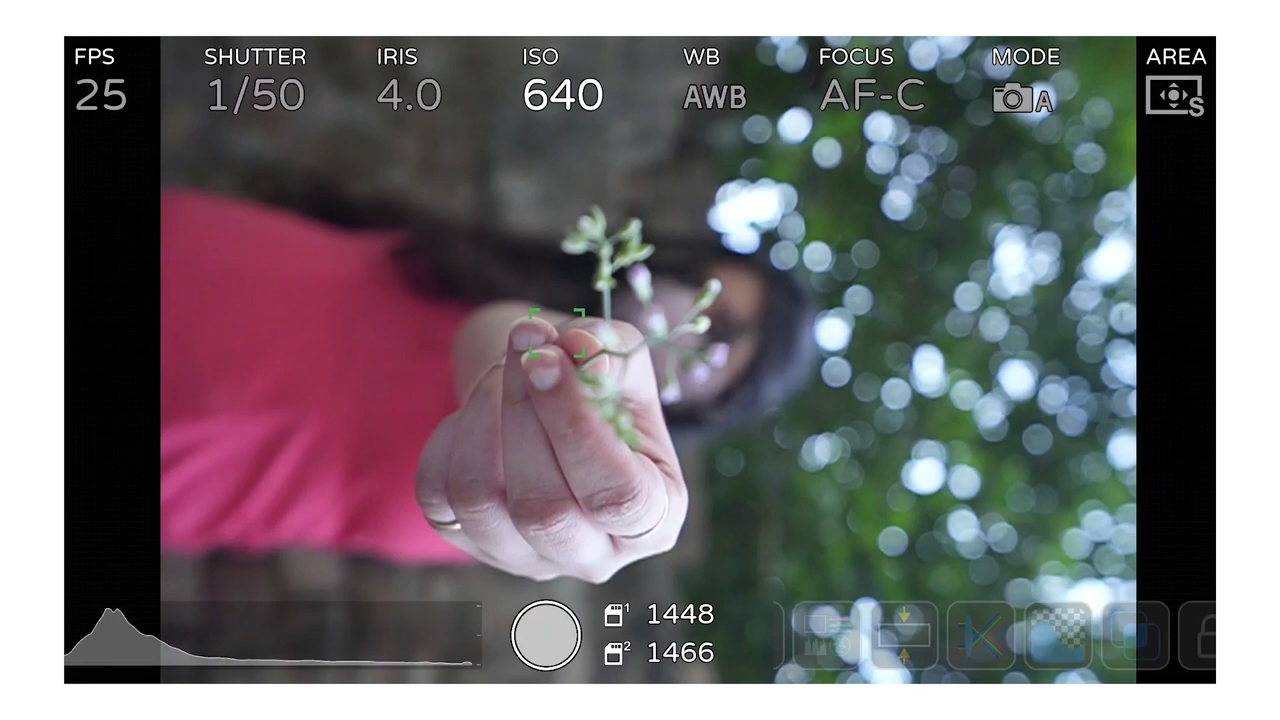 FPS SHUTTER IRIS ISO WB FOCUS MODE AREA
25 1/50 4.0 640 AWB AF-C A S
1 1448
2 1466